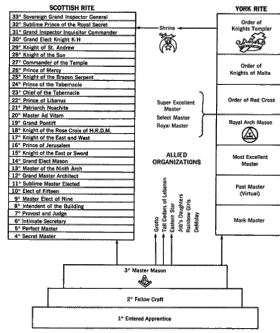 SCOTTISH RITE
33° Sovereign Grand Inspector General
32° Sublime Prince of the Royal Secret
31° Grand Inspector Inquisitor Commander
30° Grand Elect Knight K-H
29° Knight of St. Andrew
28° Knight of the Sun
27° Commander of the Temple
26° Prince of Mercy
25° Knight of the Brazen Serpent
24° Prince of the Tabernacle
23° Chief of the Tabernacle
22° Prince of Libanus
21° Patriarch Noachite
20° Master Ad Vitam
19° Grand Pontiff
18° Knight of the Rose Croix of H.R.D.M.
17° Knight of the East and West
16° Prince of Jerusalem
15° Knight of the East or Sword
14° Grand Elect Mason
13° Master of the Ninth Arch
12° Grand Master Architect
11° Sublime Master Elected
10° Elect of Fifteen
9° Master Elect of Nine
8° Intendent of the Building
7° Provost and Judge
6° Intimate Secretary
5° Perfect Master
4° Secret Master
Shrine
Super Excellent
Master
Select Master
Royal Master
ALLIED
ORGANIZATIONS
Grotto
Tall Cedars of Lebanon
Eastern Star
Job's Daughters
Rainbow Girls
DeMolay
YORK RITE
Order of
Knights Templar
Order of
Knights of Malta
Order of Red Cross
Royal Arch Mason
Most Excellent
Master
Past Master
(Virtual)
Mark Master
3° Master Mason
2° Fellow Craft
1° Entered Apprentice